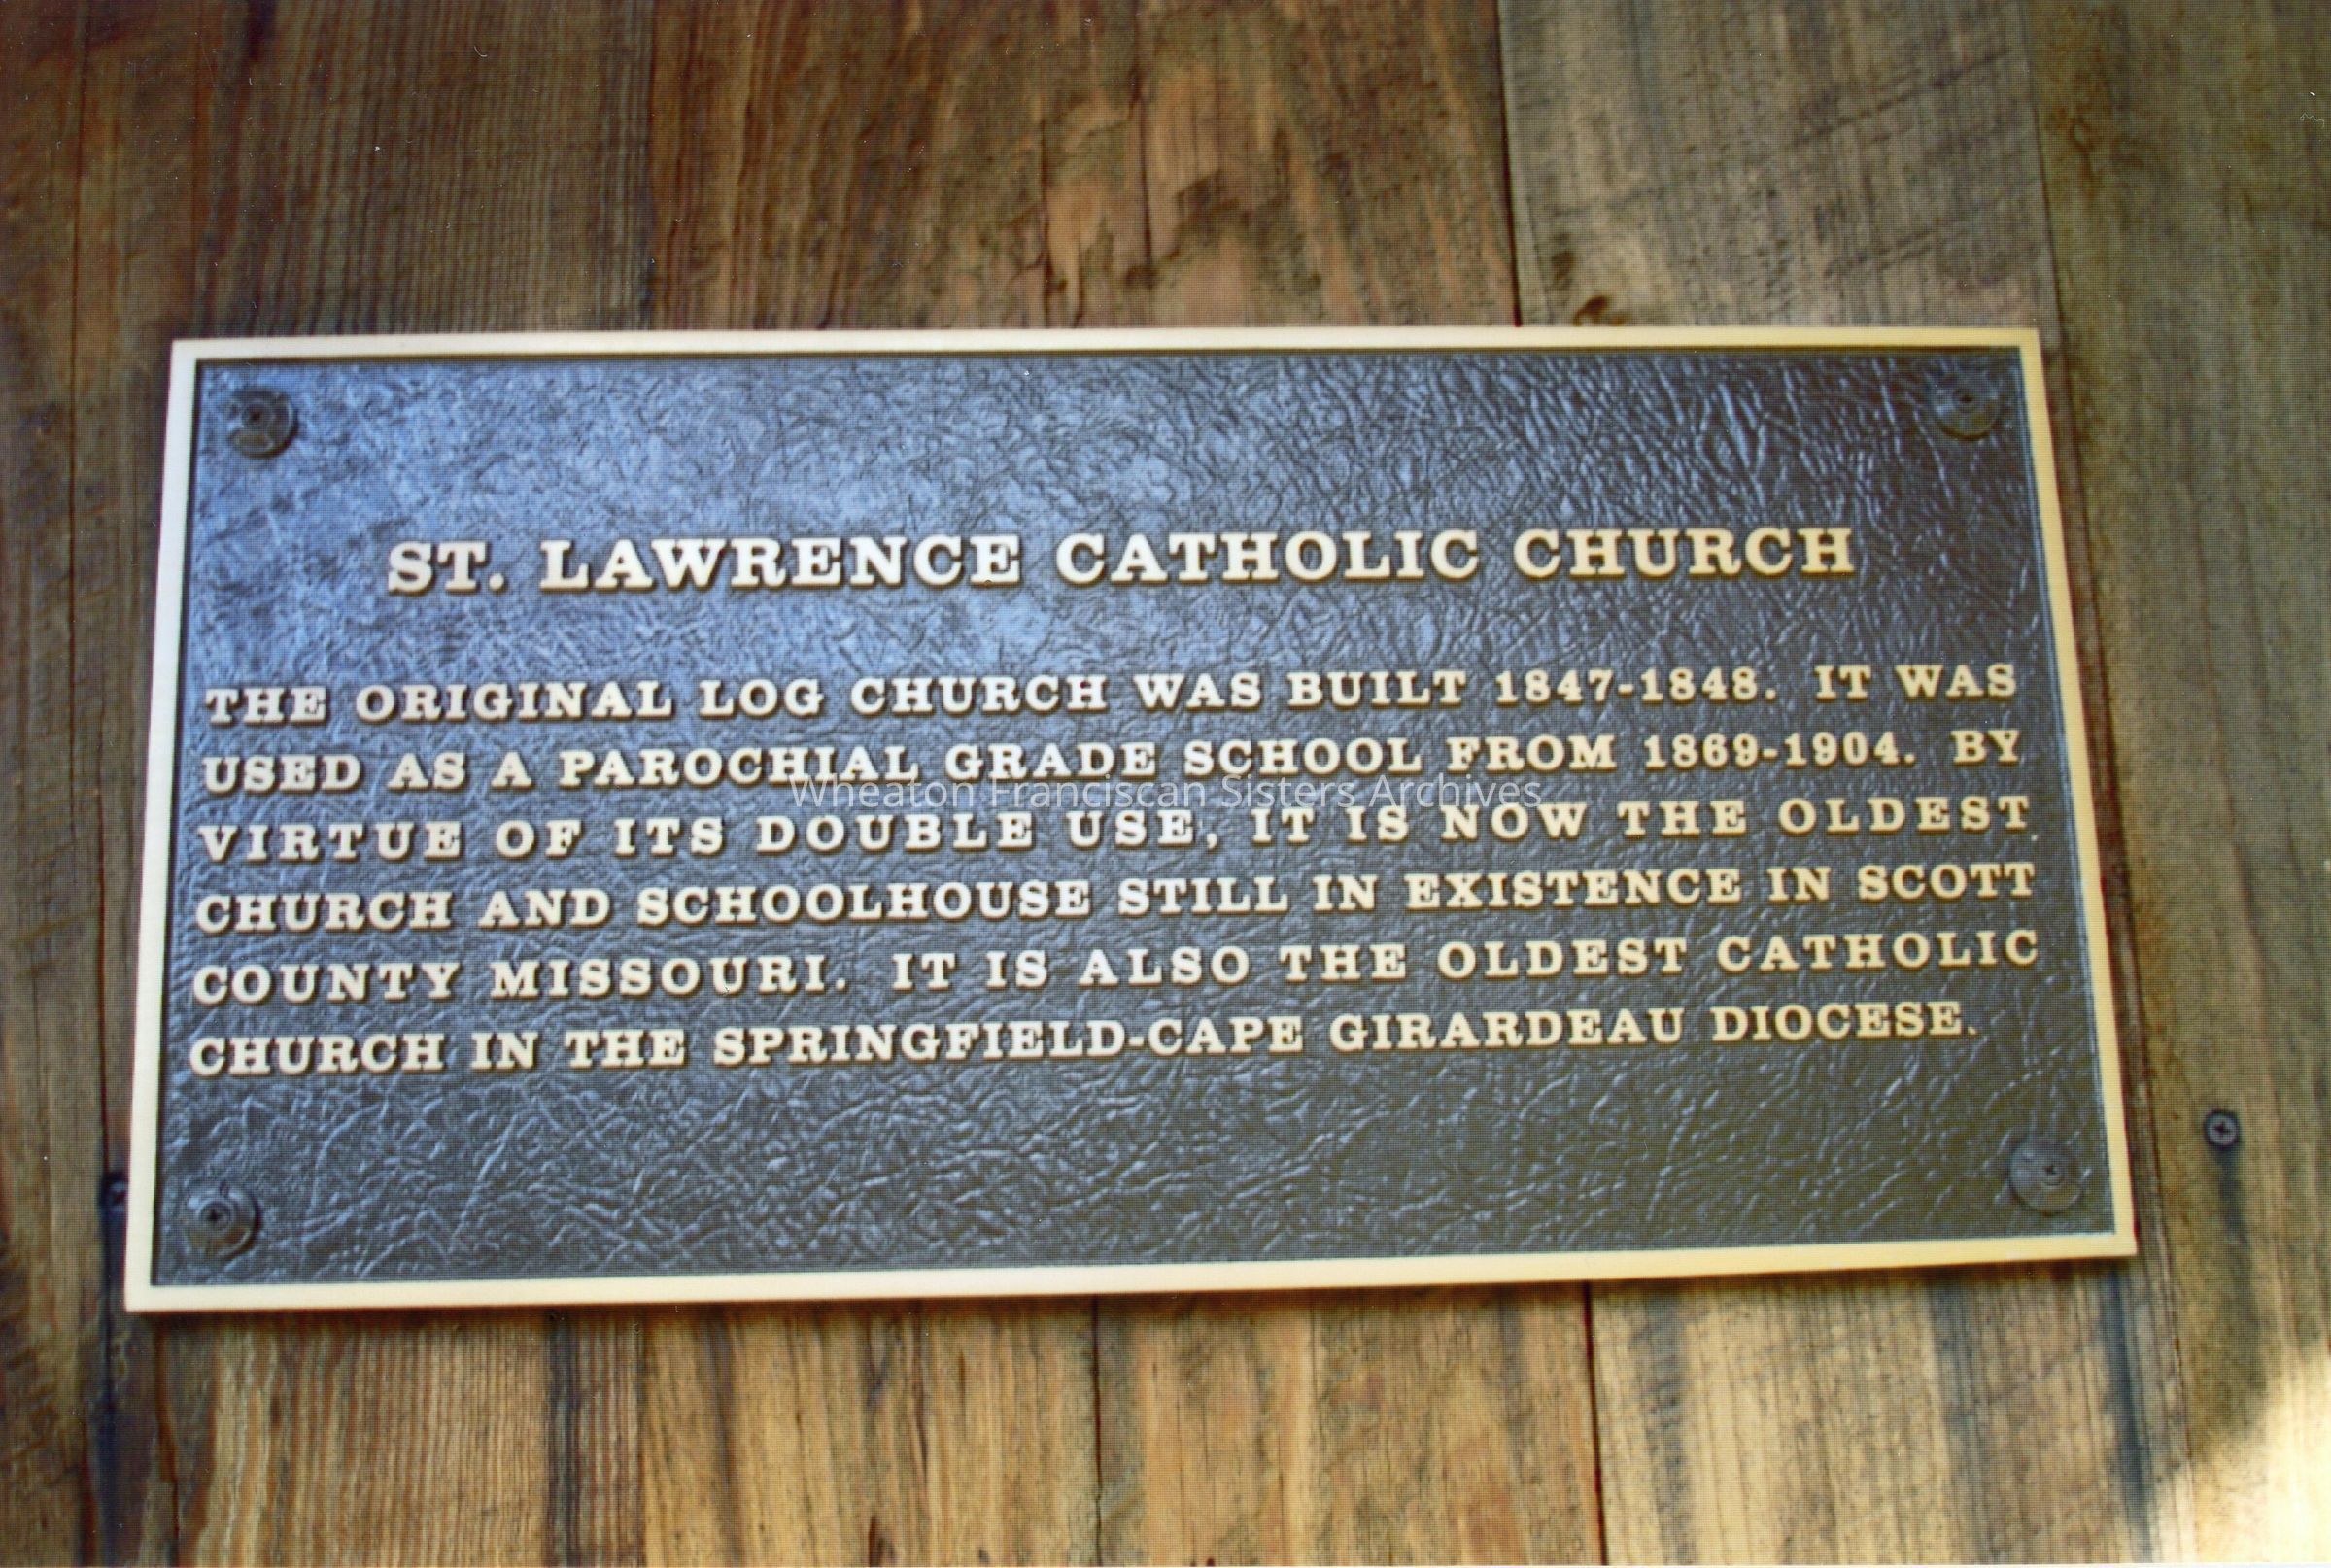 ST. LAWRENCE CATHOLIC CHURCH
THE ORIGINAL LOG CHURCH WAS BUILT 1847-1848. IT WAS
USED AS A PAROCHIAL GRADE SCHOOL FROM 1869-1904. BY
Wheaton Franciscan Sisters Archives
VIRTUE OF ITS DOUBLE USE, IT IS NOW THE OLDEST
CHURCH AND SCHOOLHOUSE STILL IN EXISTENCE IN SCOTT
COUNTY MISSOURI. IT IS ALSO THE OLDEST CATHOLIC
CHURCH IN THE SPRINGFIELD-CAPE GIRARDEAU DIOCESE.